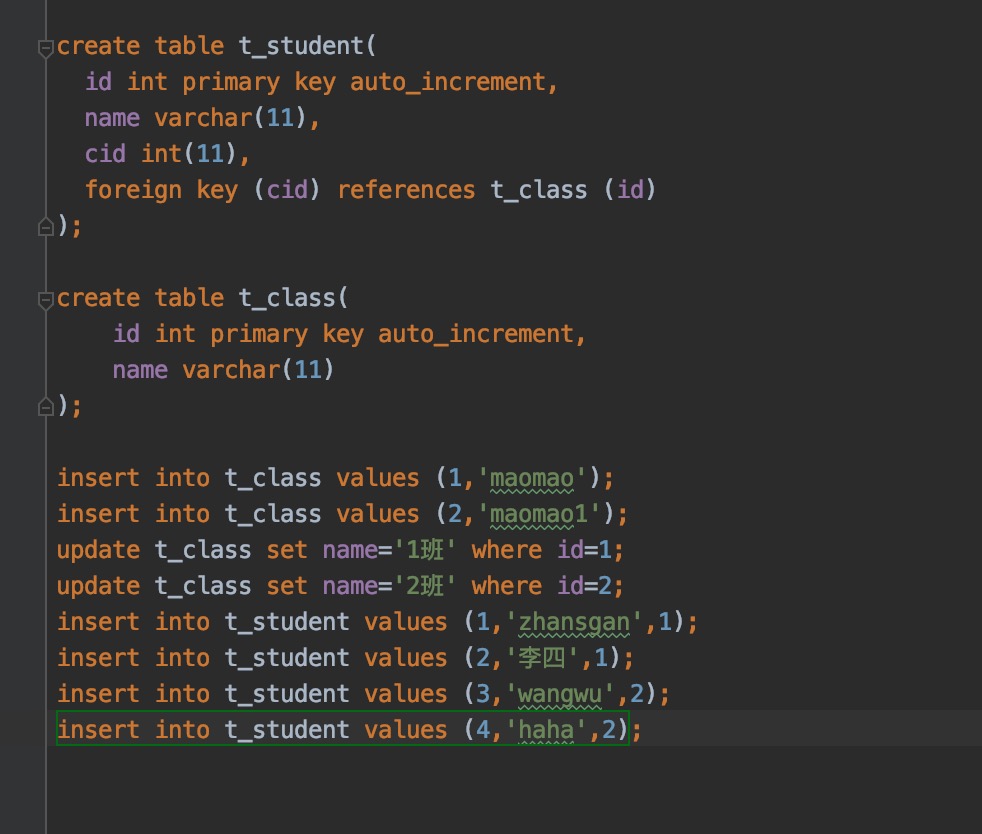 create table t_student(
id int primary key auto_increment,
name varchar(11),
cid int(11),
foreign key (cid) references t_class (id)
);
create table t_class(
id int primary key auto_increment,
name varchar(11)
);
insert into t_class values (1,'maomao');
insert into t_class values (2,'maomao1');
update t_class set name='1班' where id=1;
update t_class set name='2班' where id=2;
insert into t_student values (1,'zhansgan',1);
insert into t_student values (2,'李四',1);
insert into t_student values (3,'wangwu',2);
insert into t_student values (4,'haha',2);